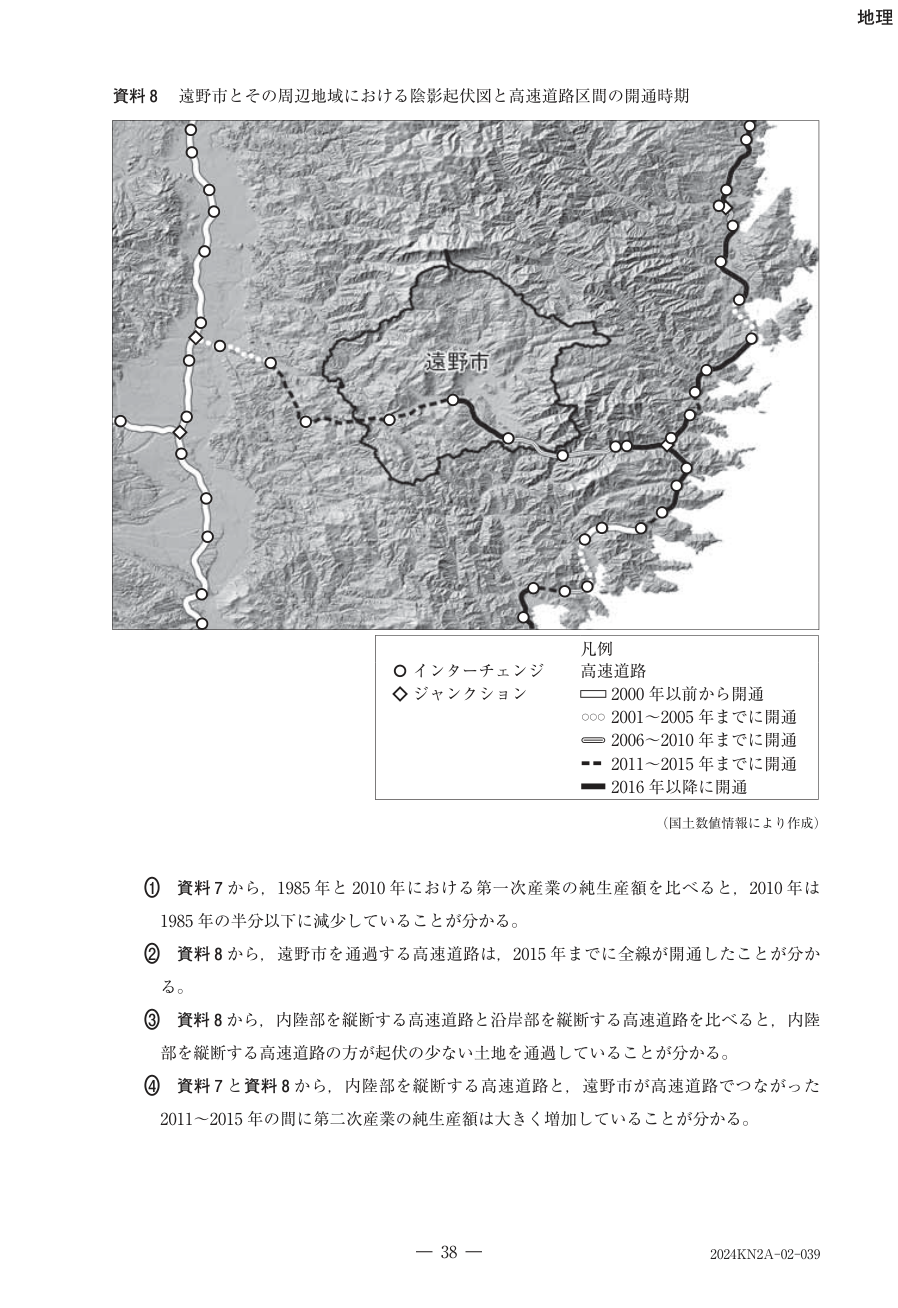 地理
資料8 遠野市とその周辺地域における陰影起伏図と高速道路区間の開通時期
遠野市
凡例
インターチェンジ 高速道路
ジャンクション 2000年以前から開通
2001～2005年までに開通
2006～2010年までに開通
2011～2015年までに開通
2016年以降に開通
（国土数値情報により作成）
① 資料7から，1985年と2010年における第一次産業の純生産額を比べると，2010年は
1985年の半分以下に減少していることが分かる。
② 資料8から，遠野市を通過する高速道路は，2015年までに全線が開通したことが分か
る。
③ 資料8から，内陸部を縦断する高速道路と沿岸部を縦断する高速道路を比べると，内陸
部を縦断する高速道路の方が起伏の少ない土地を通過していることが分かる。
④ 資料7と資料8から，内陸部を縦断する高速道路と，遠野市が高速道路でつながった
2011～2015年の間に第二次産業の純生産額は大きく増加していることが分かる。
― 38 ―
2024KN2A-02-039